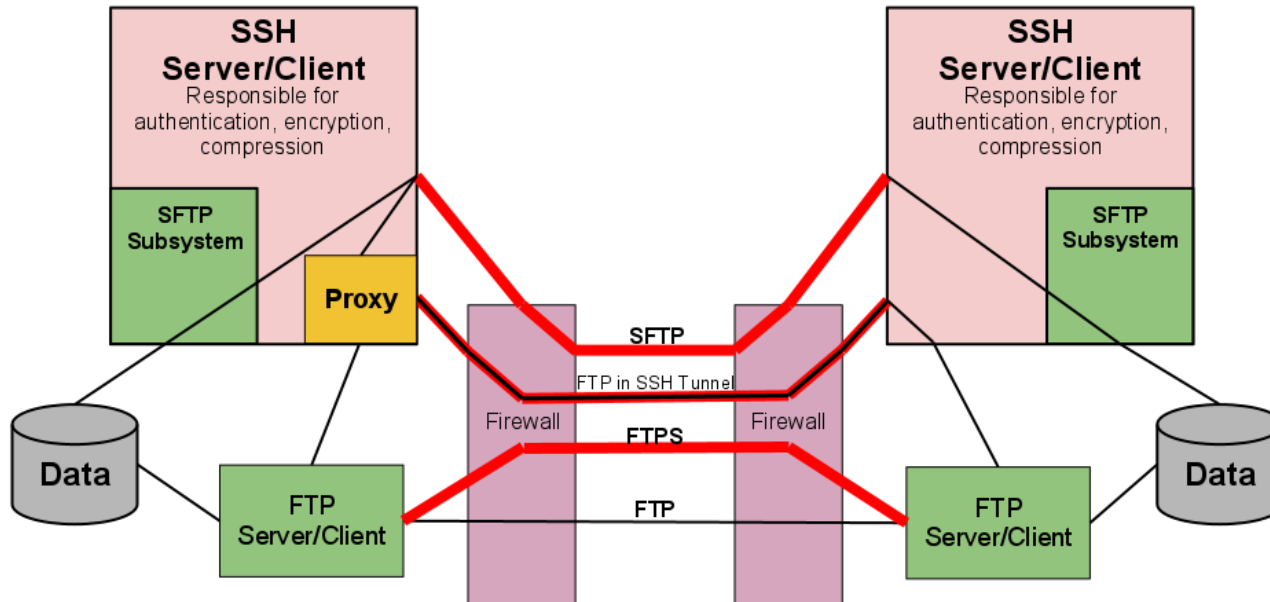 SSH
Server/Client
Responsible for
authentication, encryption,
compression
SFTP
Subsystem
Proxy
SSH
Server/Client
Responsible for
authentication, encryption,
compression
SFTP
Subsystem
SFTP
FTP in SSH Tunnel
Firewall
Firewall
FTPS
FTP
Data
FTP
Server/Client
FTP
Server/Client
Data